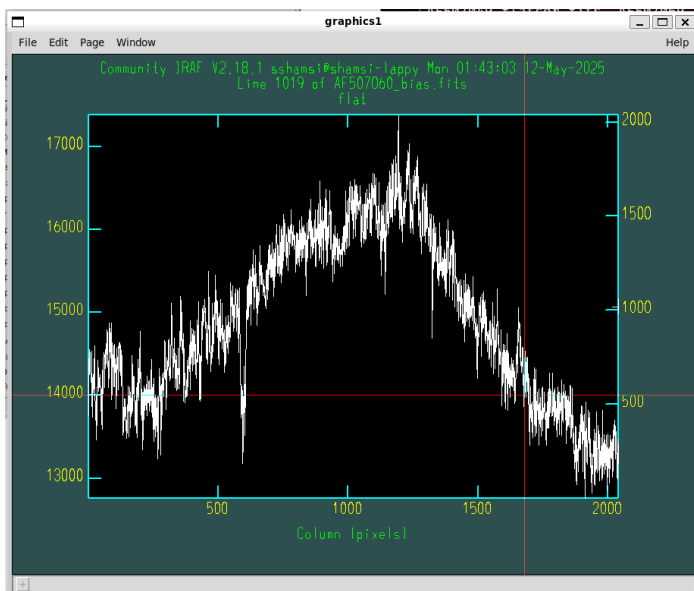 graphics1
File Edit Page Window Help
Community IRAF V2.18.1 sshamsi@shamsi-lappy Mon 01:43:03 12-May-2025
Line 1019 of AF507060_bias.fits
flat
17000
2000
16000
1500
15000
1000
14000
500
13000
500 1000 1500 2000
Column (pixels)